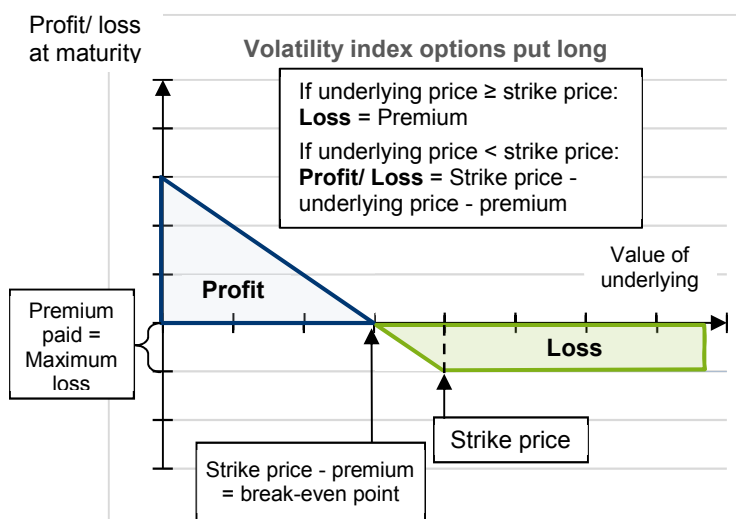 Profit/ loss
at maturity
Volatility index options put long
If underlying price ≥ strike price:
Loss = Premium
If underlying price < strike price:
Profit/ Loss = Strike price -
underlying price - premium
Value of
underlying
Profit
Premium
paid =
Maximum
loss
Loss
Strike price
Strike price - premium
= break-even point